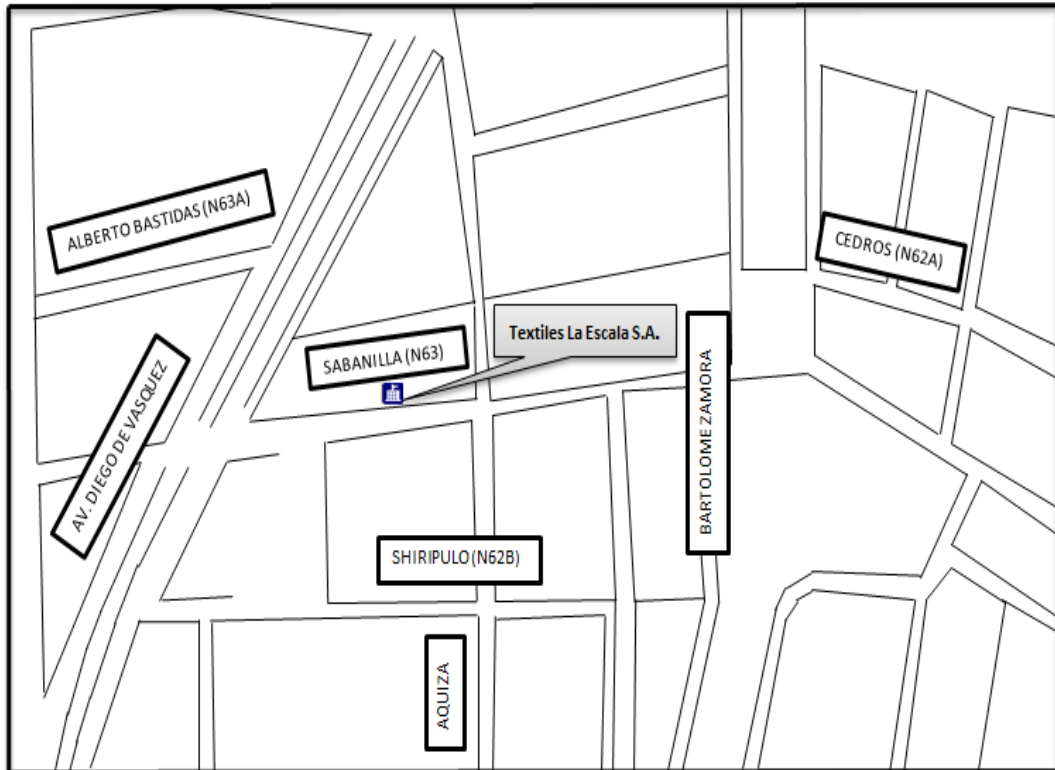 ALBERTO BASTIDAS (N63A)
CEDROS (N62A)
Textiles La Escala S.A.
SABANILLA (N63)
AV. DIEGO DE VASQUEZ
BARTOLOME ZAMORA
SHIRIPULO (N62B)
AQUIZA